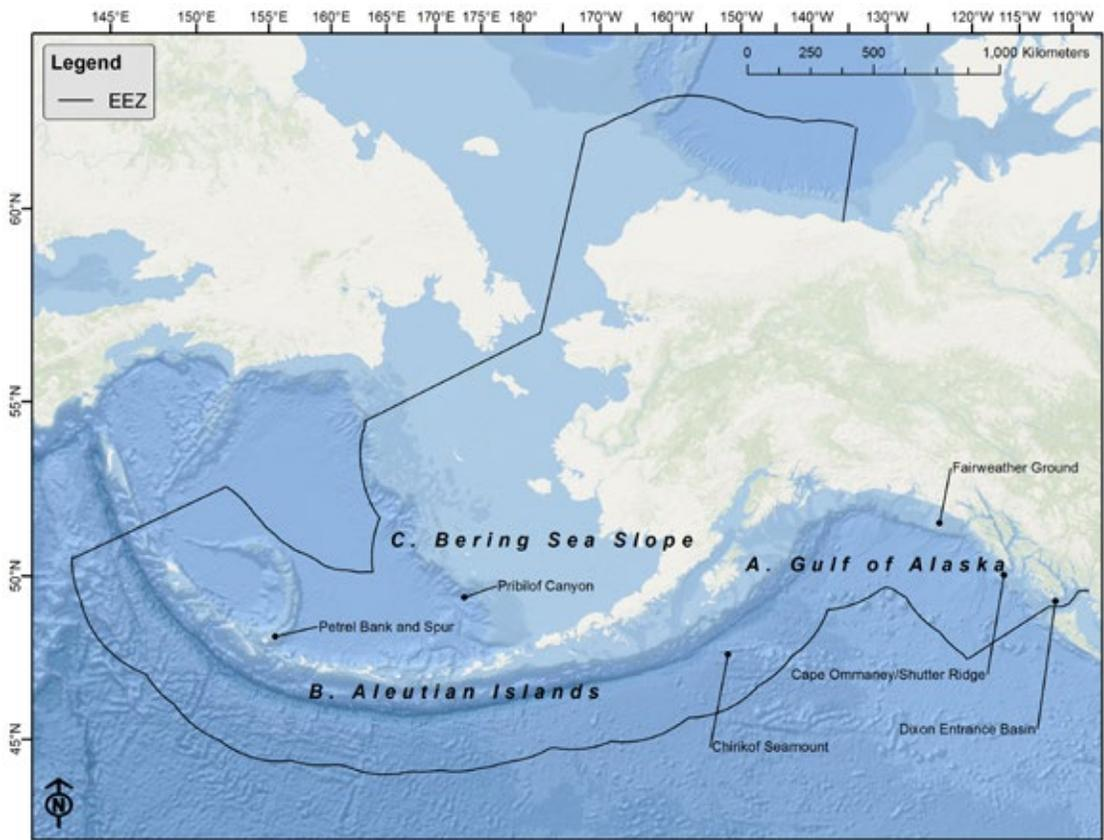 145°E 150°E 155°E 160°E 165°E 170°E 175°E 180° 170°W 160°W 150°W 140°W 130°W 120°W 115°W 110°W
Legend
EEZ
0 250 500 1,000 Kilometers
60°N
55°N
50°N
45°N
Fairweather Ground
C. Bering Sea Slope
A. Gulf of Alaska
Pribilof Canyon
Petrel Bank and Spur
Cape Ommaney/Shutter Ridge
B. Aleutian Islands
Dixon Entrance Basin
Chirikof Seamount
N